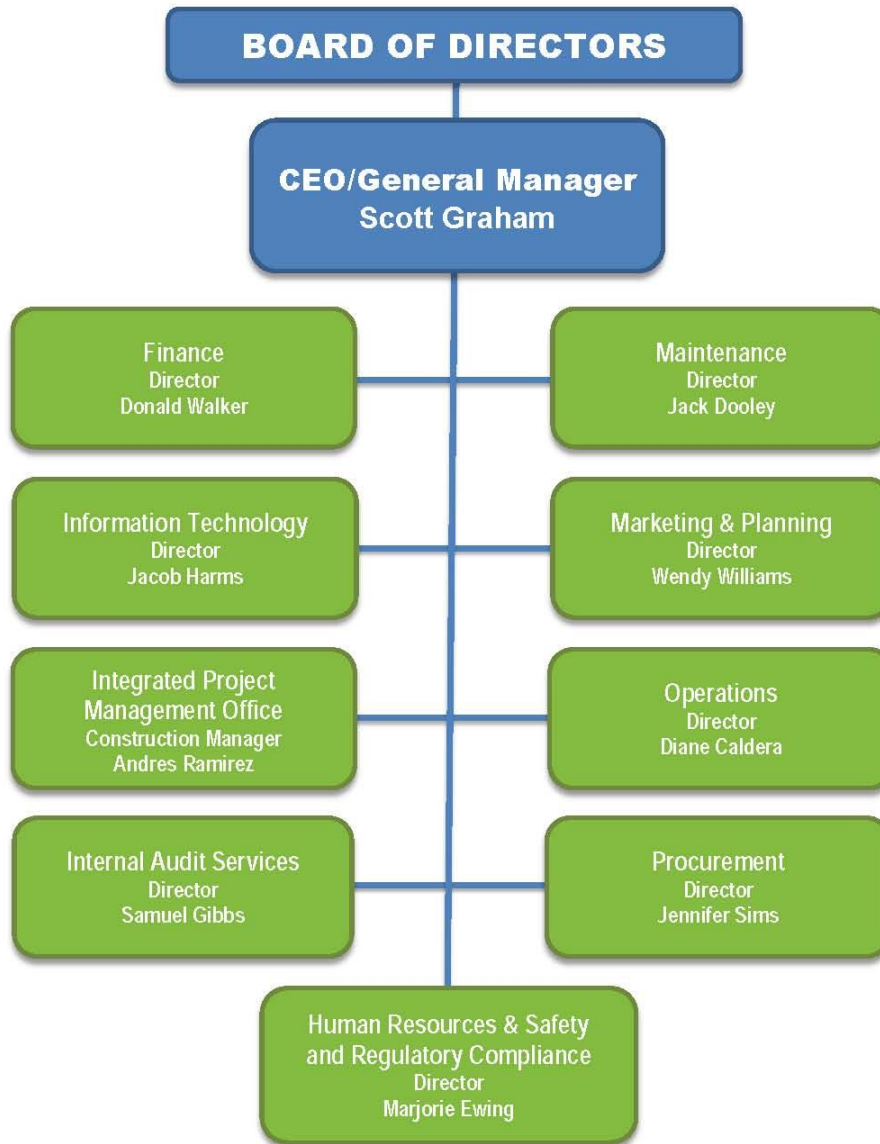 BOARD OF DIRECTORS
CEO/General Manager
Scott Graham
Finance
Director
Donald Walker
Maintenance
Director
Jack Dooley
Information Technology
Director
Jacob Harms
Marketing & Planning
Director
Wendy Williams
Integrated Project
Management Office
Construction Manager
Andres Ramirez
Operations
Director
Diane Caldera
Internal Audit Services
Director
Samuel Gibbs
Procurement
Director
Jennifer Sims
Human Resources & Safety
and Regulatory Compliance
Director
Marjorie Ewing